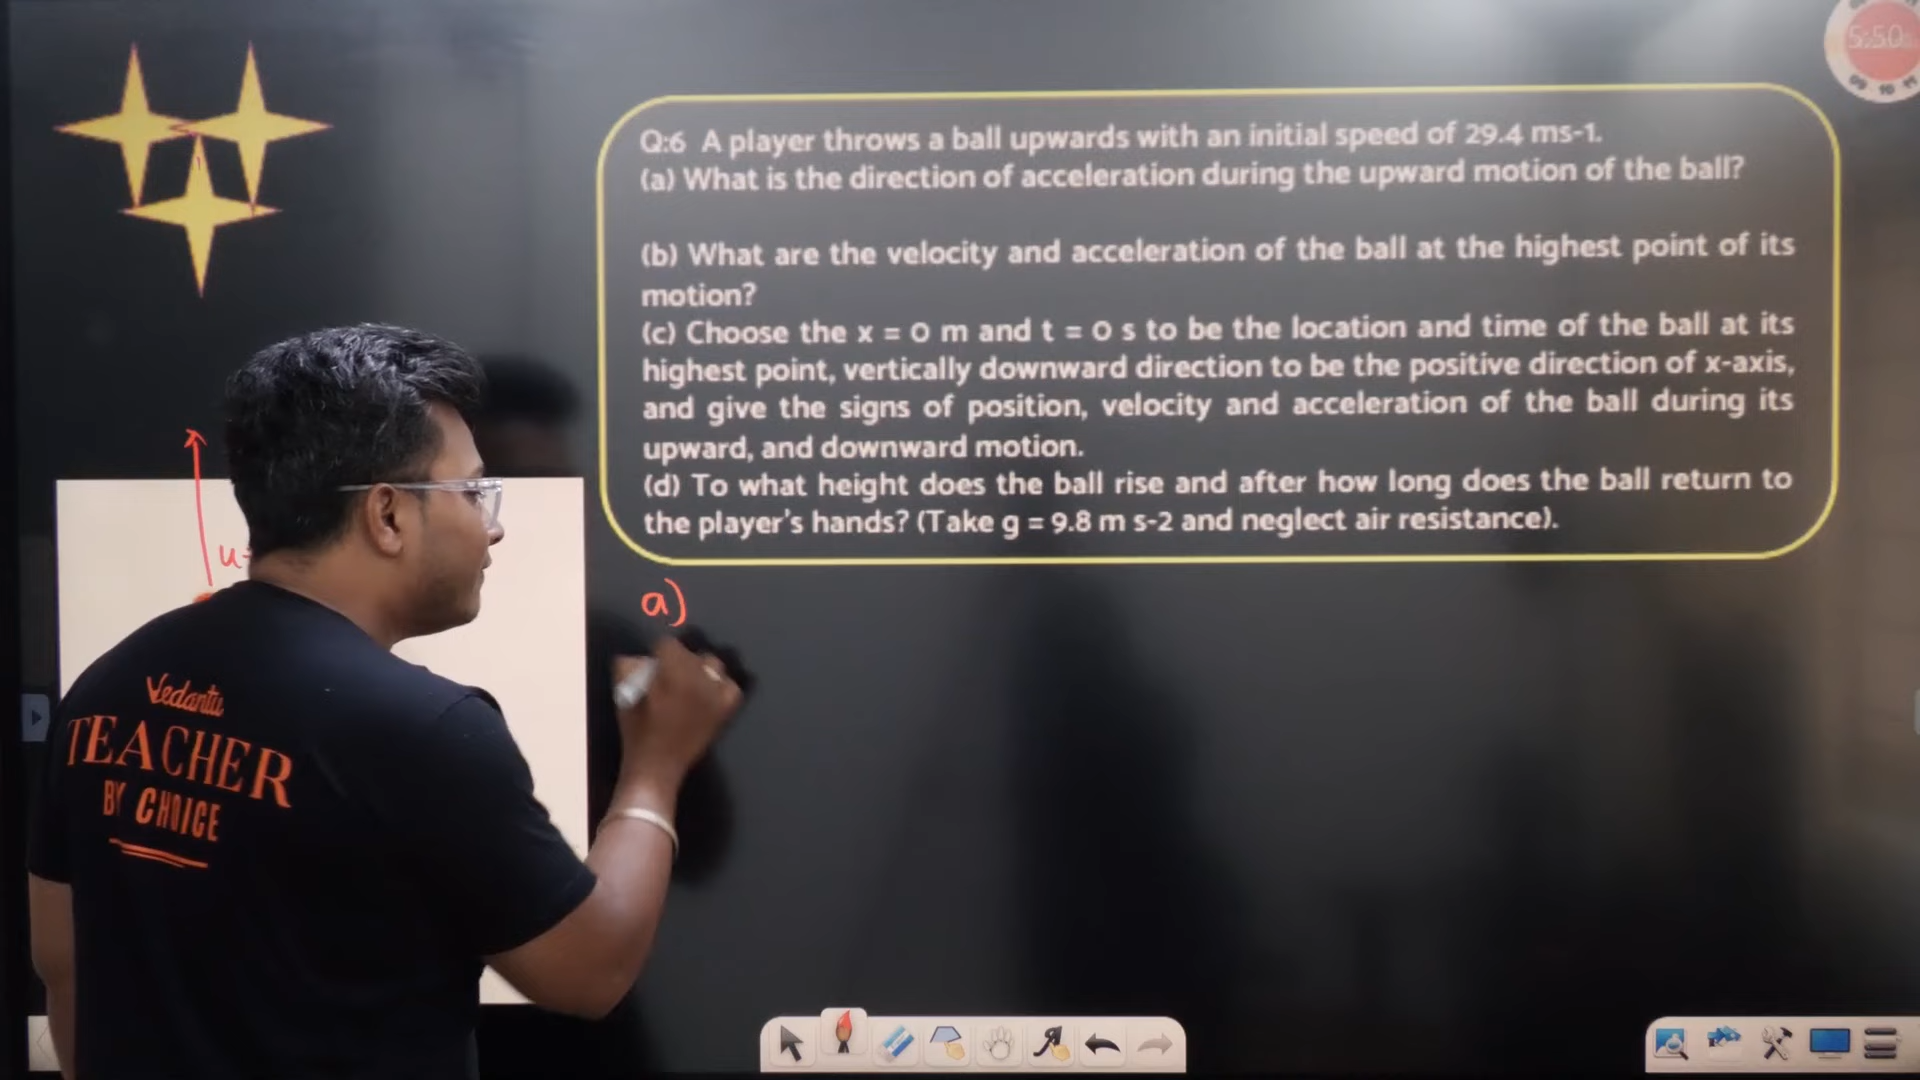 5:50
Q:6 A player throws a ball upwards with an initial speed of 29.4 ms-1.
(a) What is the direction of acceleration during the upward motion of the ball?
(b) What are the velocity and acceleration of the ball at the highest point of its
motion?
(c) Choose the x = 0 m and t = 0 s to be the location and time of the ball at its
highest point, vertically downward direction to be the positive direction of x-axis,
and give the signs of position, velocity and acceleration of the ball during its
upward, and downward motion.
(d) To what height does the ball rise and after how long does the ball return to
the player's hands? (Take g = 9.8 m s-2 and neglect air resistance).
u
a)
Vedantu
TEACHER
BY CHOICE